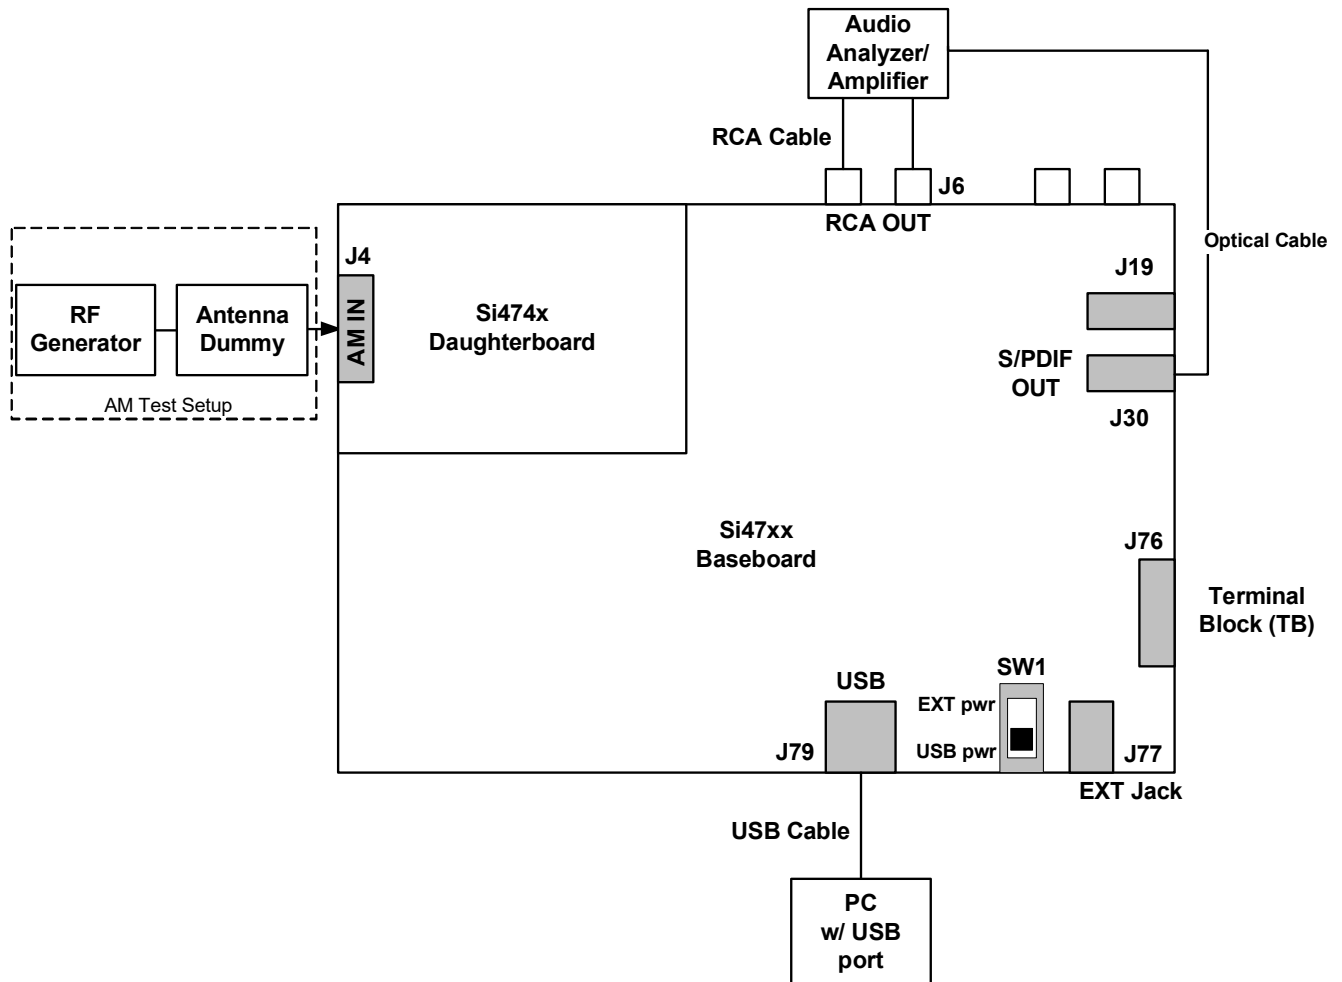 Audio
Analyzer/
Amplifier
RCA Cable
J6
RCA OUT
Optical Cable
J4
J19
RF
Generator
Antenna
Dummy
AM IN
Si474x
Daughterboard
S/PDIF
OUT
AM Test Setup
J30
Si47xx
Baseboard
J76
Terminal
Block (TB)
SW1
USB
EXT pwr
USB pwr
J79
J77
EXT Jack
USB Cable
PC
w/ USB
port